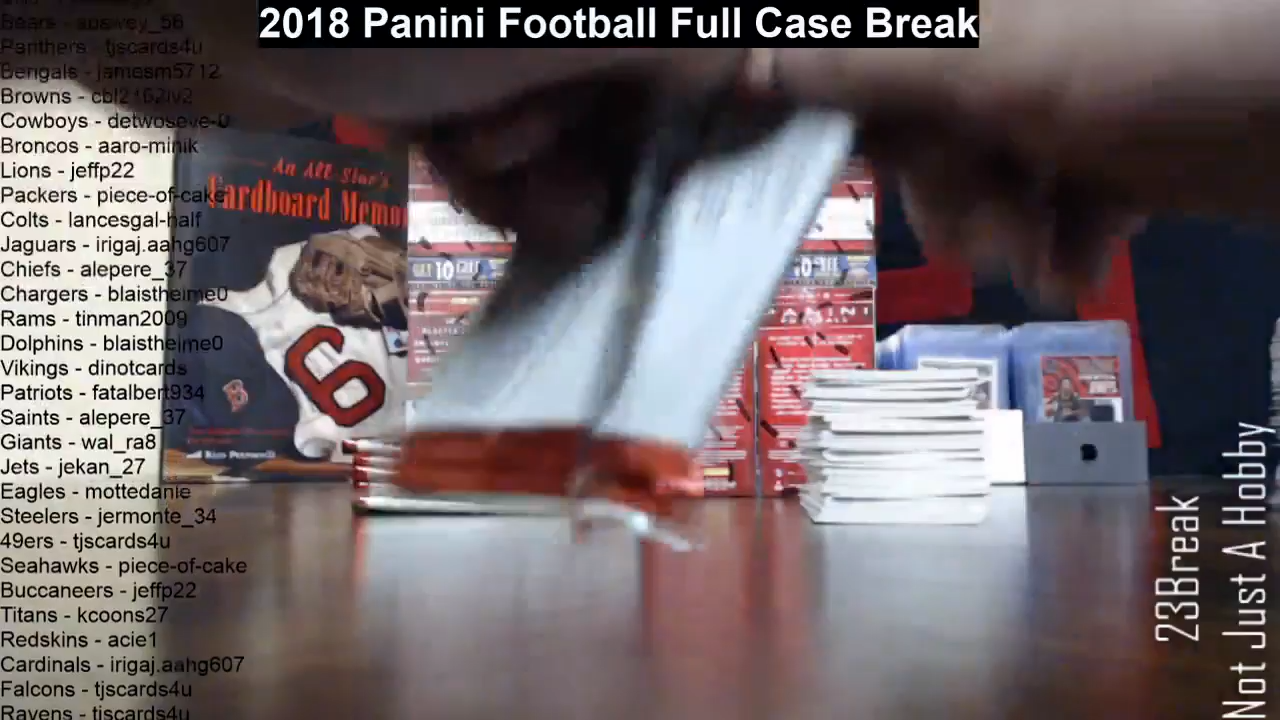 2018 Panini Football Full Case Break
Panthers - tjscards4u
Bengals - jamesm5712
Browns - cbl2162lv2
Cowboys - detwoseve-0
Broncos - aaro-minik
Lions - jeffp22
Packers - piece-of-cake
Colts - lancesgal-half
Jaguars - irigaj.aahg607
Chiefs - alepere_37
Chargers - blaistheime0
Rams - tinman2009
Dolphins - blaistheime0
Vikings - dinotcards
Patriots - fatalbert934
Saints - alepere_37
Giants - wal_ra8
Jets - jekan_27
Eagles - mottedanie
Steelers - jermonte_34
49ers - tjscards4u
Seahawks - piece-of-cake
Buccaneers - jeffp22
Titans - kcoons27
Redskins - acie1
Cardinals - irigaj.aahg607
Falcons - tjscards4u
Ravens - tjscards4u
An All-Star's
Cardboard Memo
6
B
GET 10
10
PANINI
23Break
Not Just A Hobby